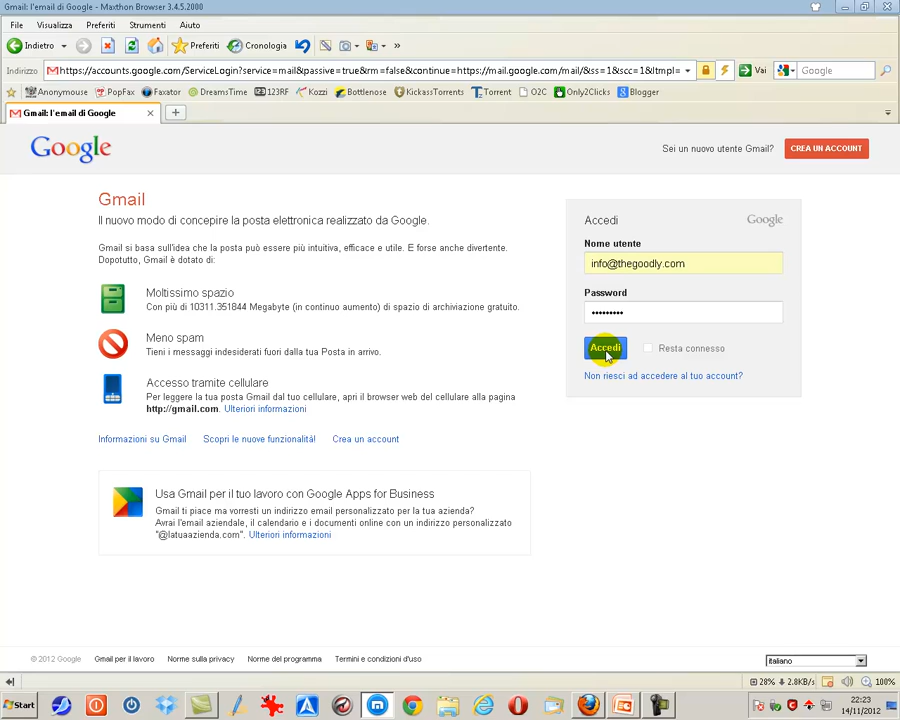 Gmail: l'email di Google - Maxthon Browser 3.4.5.2000
File Visualizza Preferiti Strumenti Aiuto
Indietro Preferiti Cronologia »
Indirizzo https://accounts.google.com/ServiceLogin?service=mail&passive=true&rm=false&continue=https://mail.google.com/mail/&ss=1&scc=1&ltmpl= Vai Google
Anonymouse PopFax Faxator DreamsTime 123RF Kozzi Bottlenose KickassTorrents Torrent O2C Only2Clicks Blogger
Gmail: l'email di Google
Google
Sei un nuovo utente Gmail? CREA UN ACCOUNT
Gmail
Il nuovo modo di concepire la posta elettronica realizzato da Google.
Gmail si basa sull'idea che la posta può essere più intuitiva, efficace e utile. E forse anche divertente.
Dopotutto, Gmail è dotato di:
Moltissimo spazio
Con più di 10311.351844 Megabyte (in continuo aumento) di spazio di archiviazione gratuito.
Meno spam
Tieni i messaggi indesiderati fuori dalla tua Posta in arrivo.
Accesso tramite cellulare
Per leggere la tua posta Gmail dal tuo cellulare, apri il browser web del cellulare alla pagina
http://gmail.com. Ulteriori informazioni
Informazioni su Gmail Scopri le nuove funzionalità! Crea un account
Usa Gmail per il tuo lavoro con Google Apps for Business
Gmail ti piace ma vorresti un indirizzo email personalizzato per la tua azienda?
Avrai l'email aziendale, il calendario e i documenti online con un indirizzo personalizzato
"@latuaazienda.com". Ulteriori informazioni
Accedi Google
Nome utente
info@thegoodly.com
Password
•••••••••
Accedi Resta connesso
Non riesci ad accedere al tuo account?
© 2012 Google Gmail per il lavoro Norme sulla privacy Norme del programma Termini e condizioni d'uso
italiano
28% 2.8KB/s 100%
Start
22:23
14/11/2012